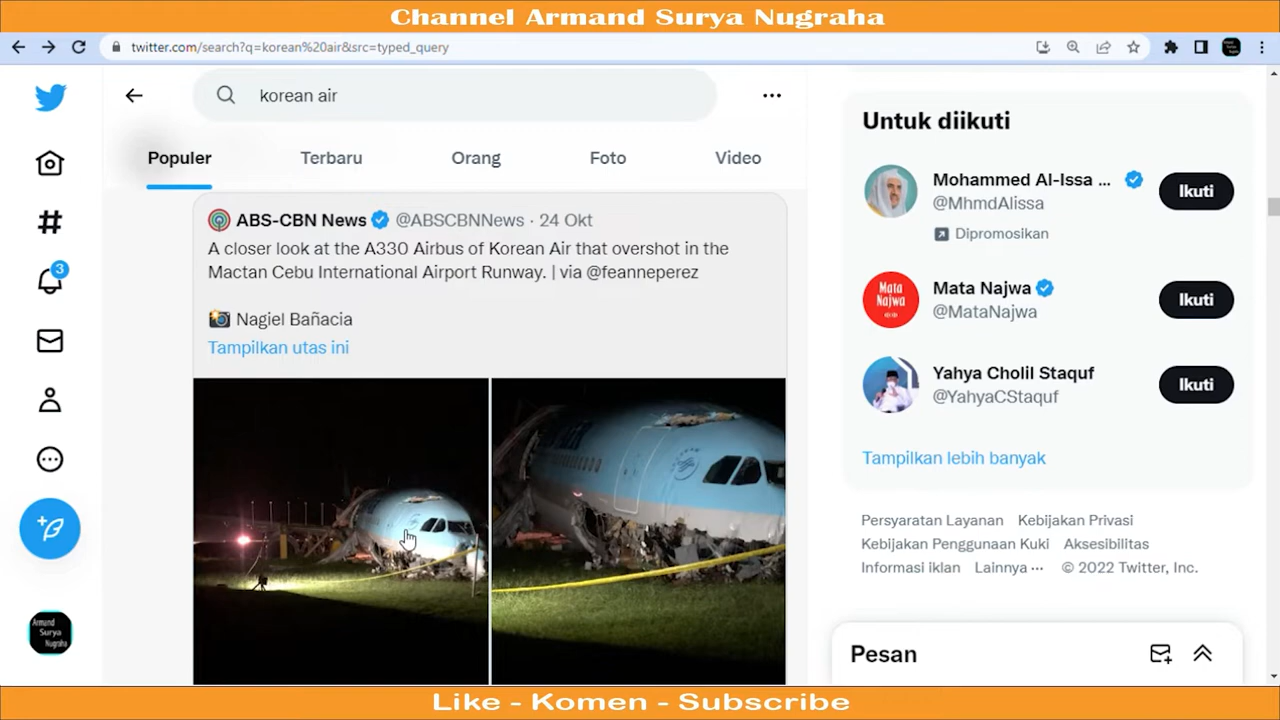 Channel Armand Surya Nugraha
twitter.com/search?q=korean%20air&src=typed_query
korean air
Populer
Terbaru
Orang
Foto
Video
3
ABS-CBN News @ABSCBNNews · 24 Okt
A closer look at the A330 Airbus of Korean Air that overshot in the
Mactan Cebu International Airport Runway. | via @feanneperez
Nagiel Bañacia
Tampilkan utas ini
Untuk diikuti
Mohammed Al-Issa ...
@MhmdAlissa
Ikuti
Dipromosikan
Mata
Najwa
Mata Najwa
@MataNajwa
Ikuti
Yahya Cholil Staquf
@YahyaCStaquf
Ikuti
Tampilkan lebih banyak
Persyaratan Layanan Kebijakan Privasi
Kebijakan Penggunaan Kuki Aksesibilitas
Informasi iklan Lainnya ··· © 2022 Twitter, Inc.
Armand
Surya
Nugraha
Pesan
Like - Komen - Subscribe